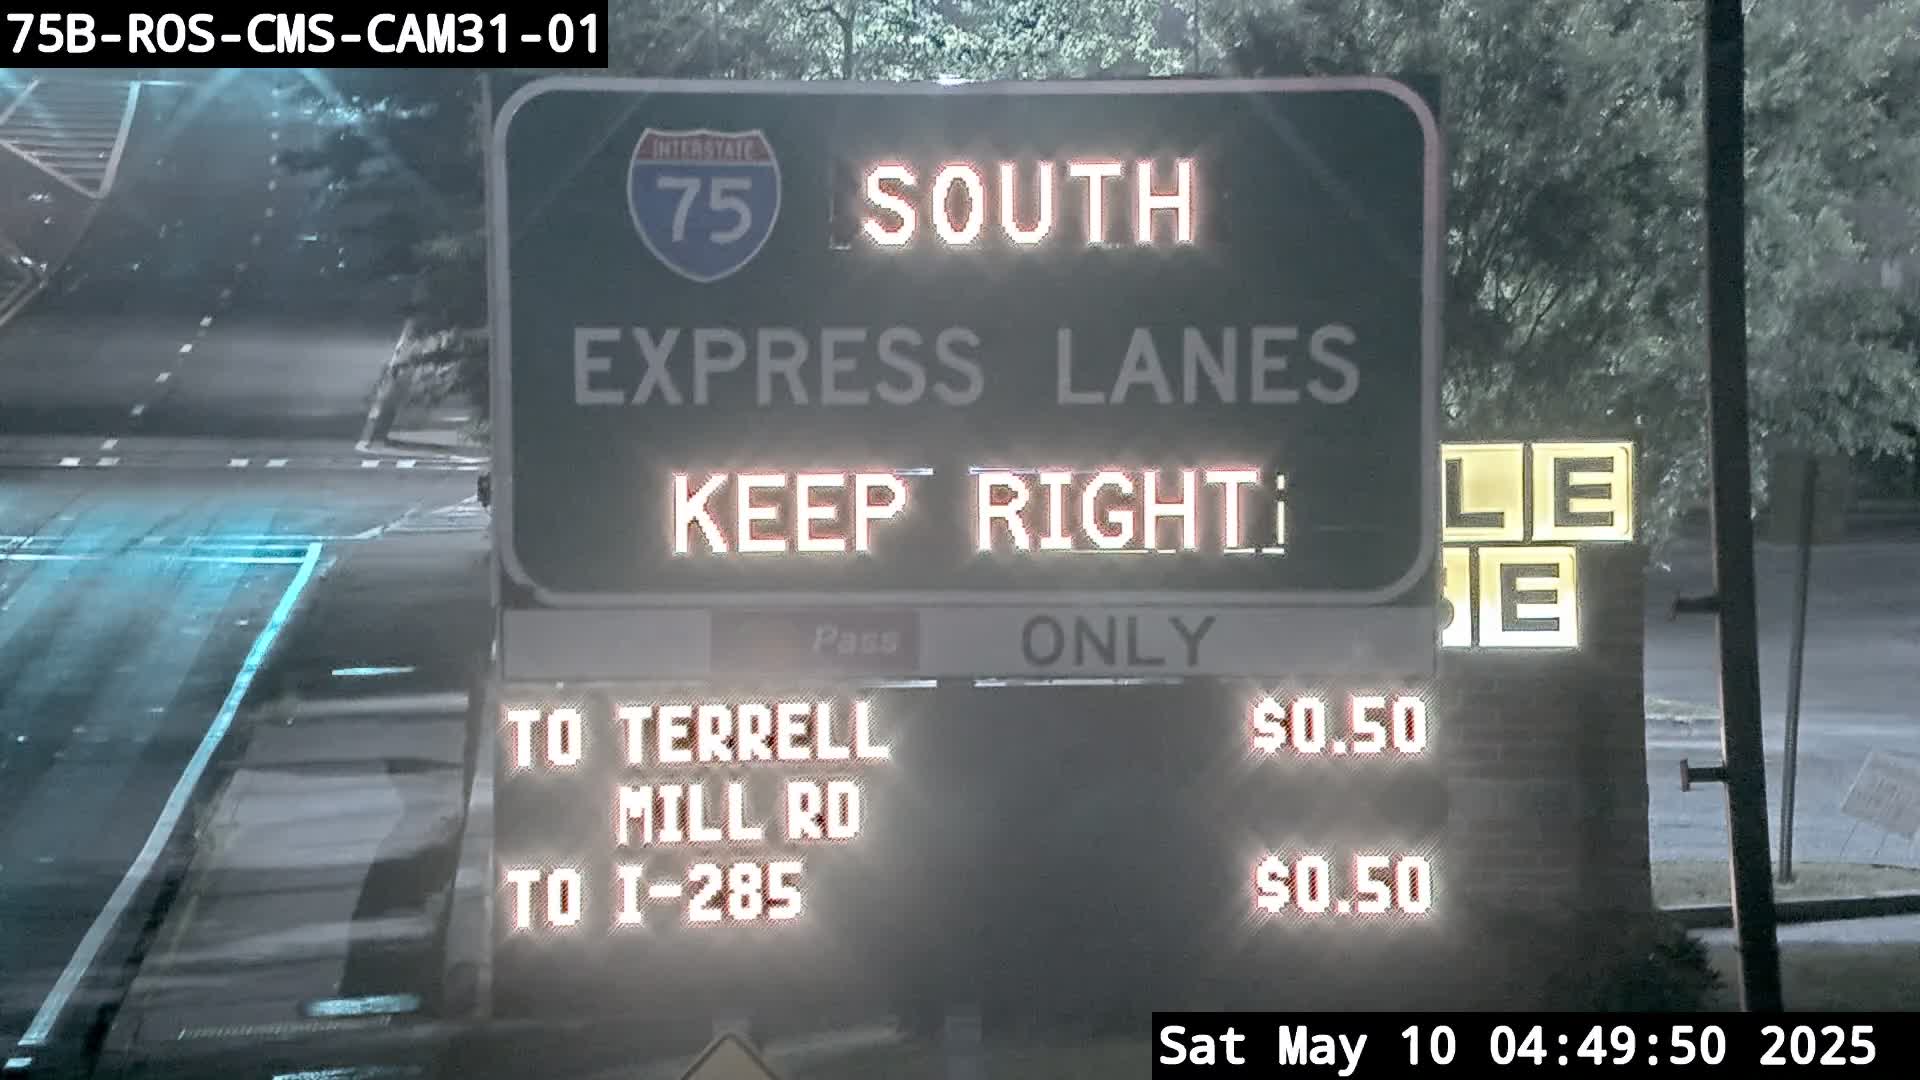 75B-ROS-CMS-CAM31-01
INTERSTATE
75
SOUTH
EXPRESS LANES
KEEP RIGHT
Pass ONLY
TO TERRELL $0.50
MILL RD
TO I-285 $0.50
LE
E
Sat May 10 04:49:50 2025